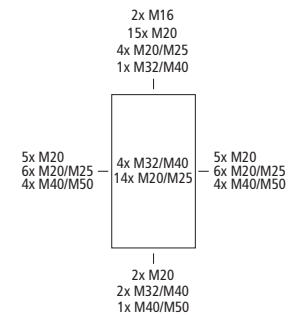 2x M16
15x M20
4x M20/M25
1x M32/M40
5x M20
6x M20/M25
4x M40/M50
4x M32/M40
14x M20/M25
5x M20
6x M20/M25
4x M40/M50
2x M20
2x M32/M40
1x M40/M50